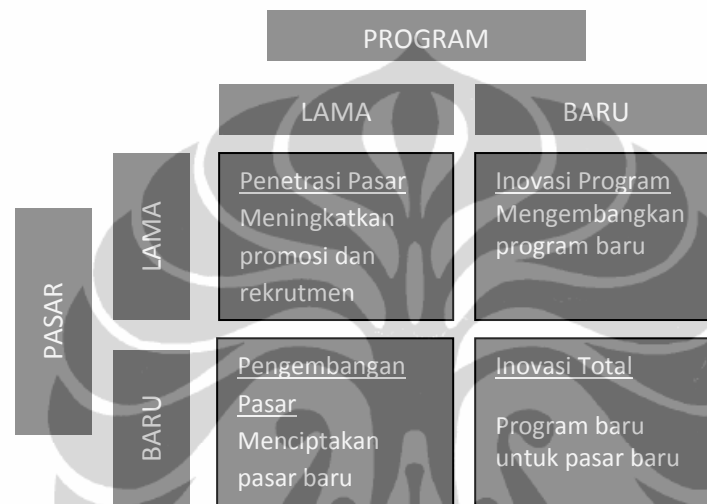 PROGRAM
LAMA
BARU
PASAR
LAMA
Penetrasi Pasar
Meningkatkan
promosi dan
rekrutmen
Inovasi Program
Mengembangkan
program baru
BARU
Pengembangan
Pasar
Menciptakan
pasar baru
Inovasi Total
Program baru
untuk pasar baru